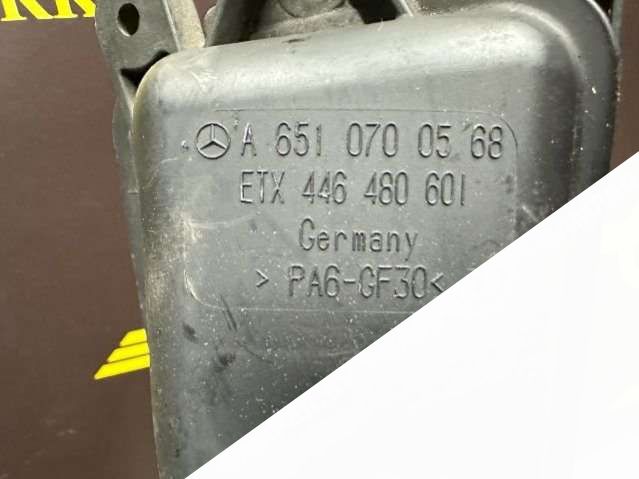 A 651 070 05 68
ETX 446 480 601
Germany
> PA6-GF30<